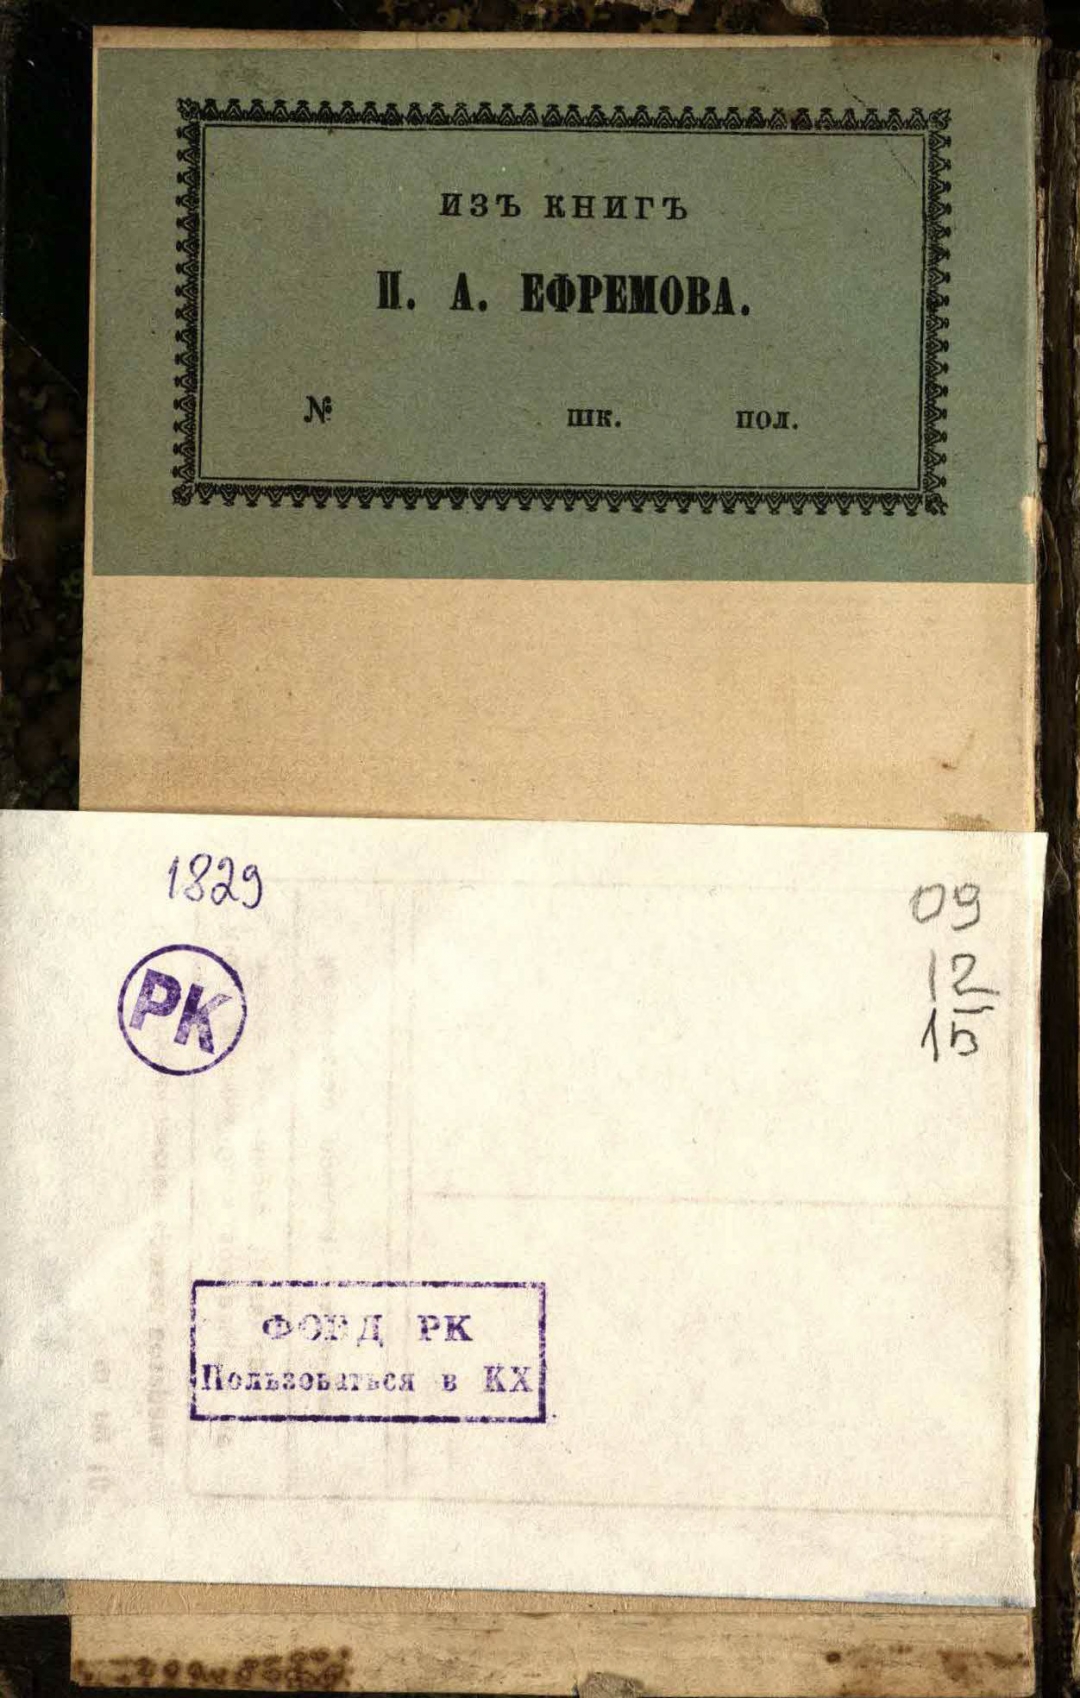 ИЗЪ КНИГЪ
П. А. ЕФРЕМОВА.
№ шк. пол.
1829
09
РК
12
15
ФОНД РК
Пользоваться в КХ